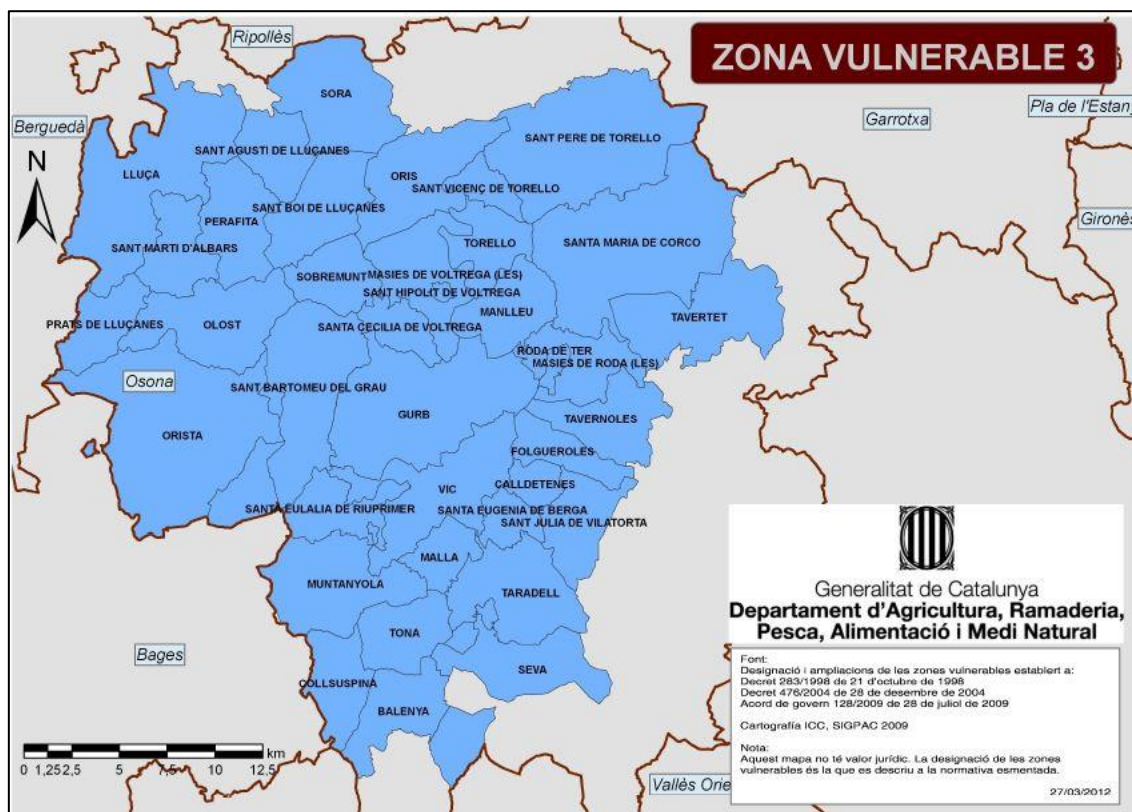 Ripollès
ZONA VULNERABLE 3
Berguedà
Garrotxa
Pla de l'Estany
Gironès
N
SORA
SANT PERE DE TORELLO
SANT AGUSTI DE LLUÇANES
LLUÇA
ORIS
SANT VICENÇ DE TORELLO
SANT BOI DE LLUÇANES
PERAFITA
SANT MARTI D'ALBARS
TORELLO
SANTA MARIA DE CORCO
SOBREMUNT
MASIES DE VOLTREGA (LES)
SANT HIPOLIT DE VOLTREGA
MANLLEU
TAVERTET
PRATS DE LLUÇANES
OLOST
SANTA CECILIA DE VOLTREGA
RODA DE TER
MASIES DE RODA (LES)
Osona
SANT BARTOMEU DEL GRAU
GURB
TAVERNOLES
ORISTA
FOLGUEROLES
VIC
CALLDETENES
SANTA EULALIA DE RIUPRIMER
SANTA EUGENIA DE BERGA
SANT JULIA DE VILATORTA
MALLA
MUNTANYOLA
TARADELL
TONA
SEVA
Bages
COLLSUSPINA
BALENYA
km
0 1,25 2,5 5 7,5 10 12,5
Vallès Orie
Generalitat de Catalunya
Departament d'Agricultura, Ramaderia,
Pesca, Alimentació i Medi Natural
Font:
Designació i ampliacions de les zones vulnerables establert a:
Decret 283/1998 de 21 d'octubre de 1998
Decret 476/2004 de 28 de desembre de 2004
Acord de govern 128/2009 de 28 de juliol de 2009
Cartografía ICC, SIGPAC 2009
Nota:
Aquest mapa no té valor jurídic. La designació de les zones
vulnerables és la que es descriu a la normativa esmentada.
27/03/2012